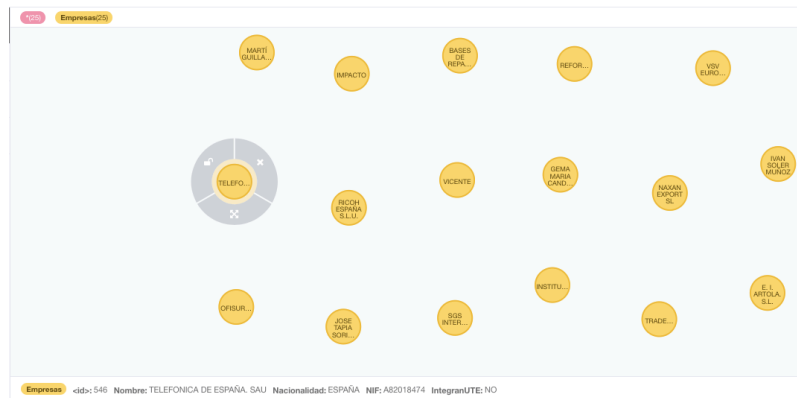 *(25) Empresas(25)
MARTÍ
GUILLA...
IMPACTO
BASES
DE
REPA...
REFOR...
VSV
EURO...
TELEFO...
RICOH
ESPAÑA
S.L.U.
VICENTE
GEMA
MARIA
CAND...
NAXAN
EXPORT
SL
IVAN
SOLER
MUÑOZ
OFISUR...
JOSE
TAPIA
SORI...
SGS
INTER...
INSTITU...
TRADE...
E. I.
ARTOLA,
S.L.
Empresas <id>: 546 Nombre: TELEFONICA DE ESPAÑA. SAU Nacionalidad: ESPAÑA NIF: A82018474 IntegranUTE: NO